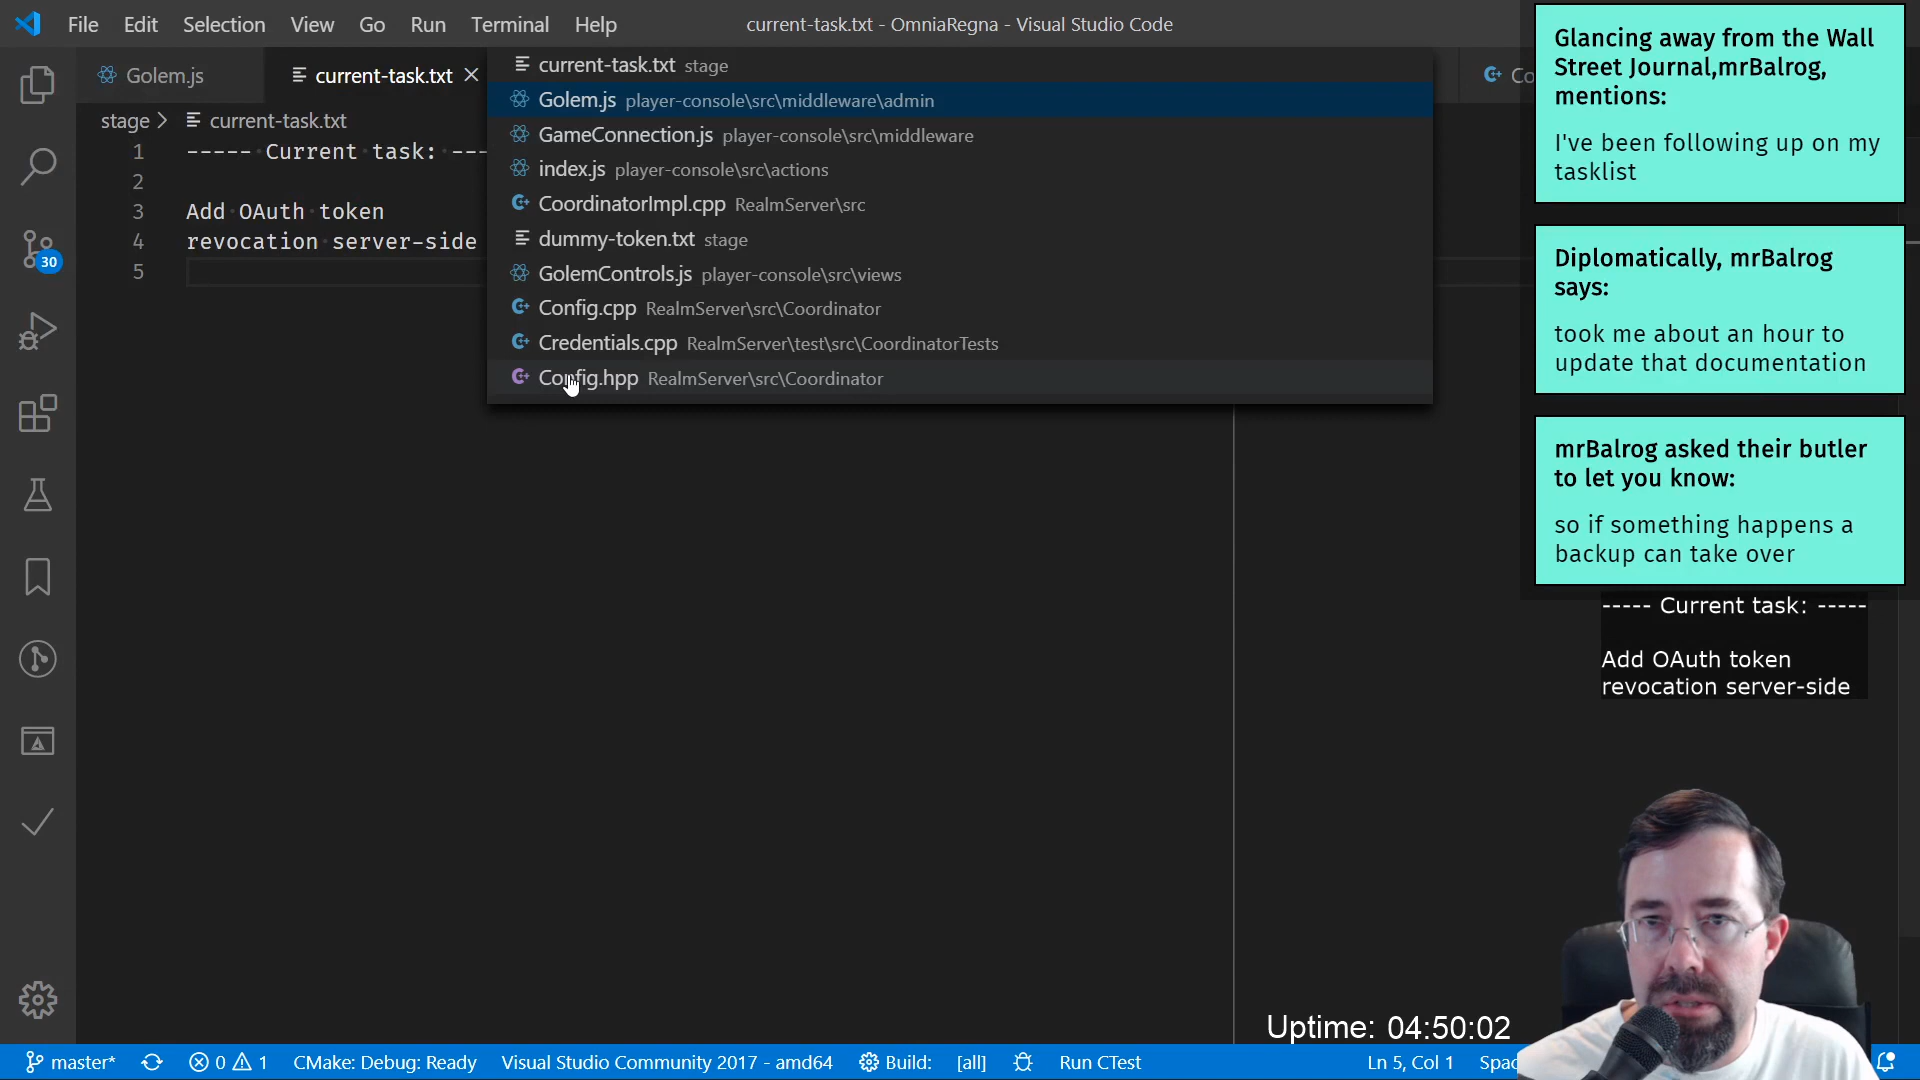 File Edit Selection View Go Run Terminal Help
current-task.txt - OmniaRegna - Visual Studio Code
Golem.js
current-task.txt
stage > current-task.txt
1 ----- Current task: ---
2
3 Add OAuth token
4 revocation server-side
5
30
current-task.txt stage
Golem.js player-console\src\middleware\admin
GameConnection.js player-console\src\middleware
index.js player-console\src\actions
CoordinatorImpl.cpp RealmServer\src
dummy-token.txt stage
GolemControls.js player-console\src\views
Config.cpp RealmServer\src\Coordinator
Credentials.cpp RealmServer\test\src\CoordinatorTests
Config.hpp RealmServer\src\Coordinator
Co
Glancing away from the Wall
Street Journal,mrBalrog,
mentions:
I've been following up on my
tasklist
Diplomatically, mrBalrog
says:
took me about an hour to
update that documentation
mrBalrog asked their butler
to let you know:
so if something happens a
backup can take over
----- Current task: -----
Add OAuth token
revocation server-side
Uptime: 04:50:02
master* 0 1 CMake: Debug: Ready Visual Studio Community 2017 - amd64 Build: [all] Run CTest Ln 5, Col 1 Spac